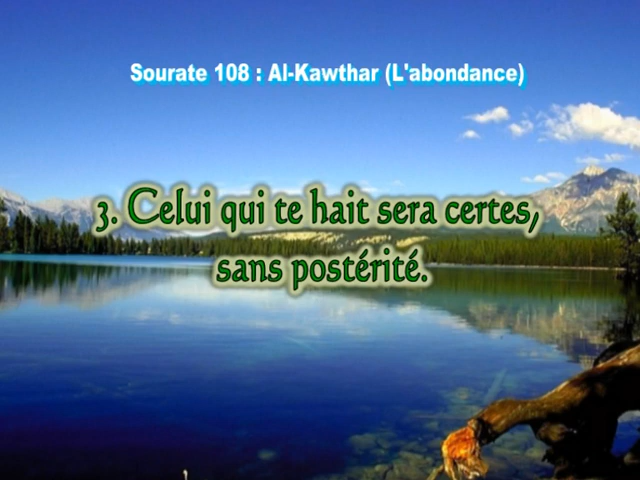 Sourate 108 : Al-Kawthar (L'abondance)
3. Celui qui te hait sera certes,
sans postérité.